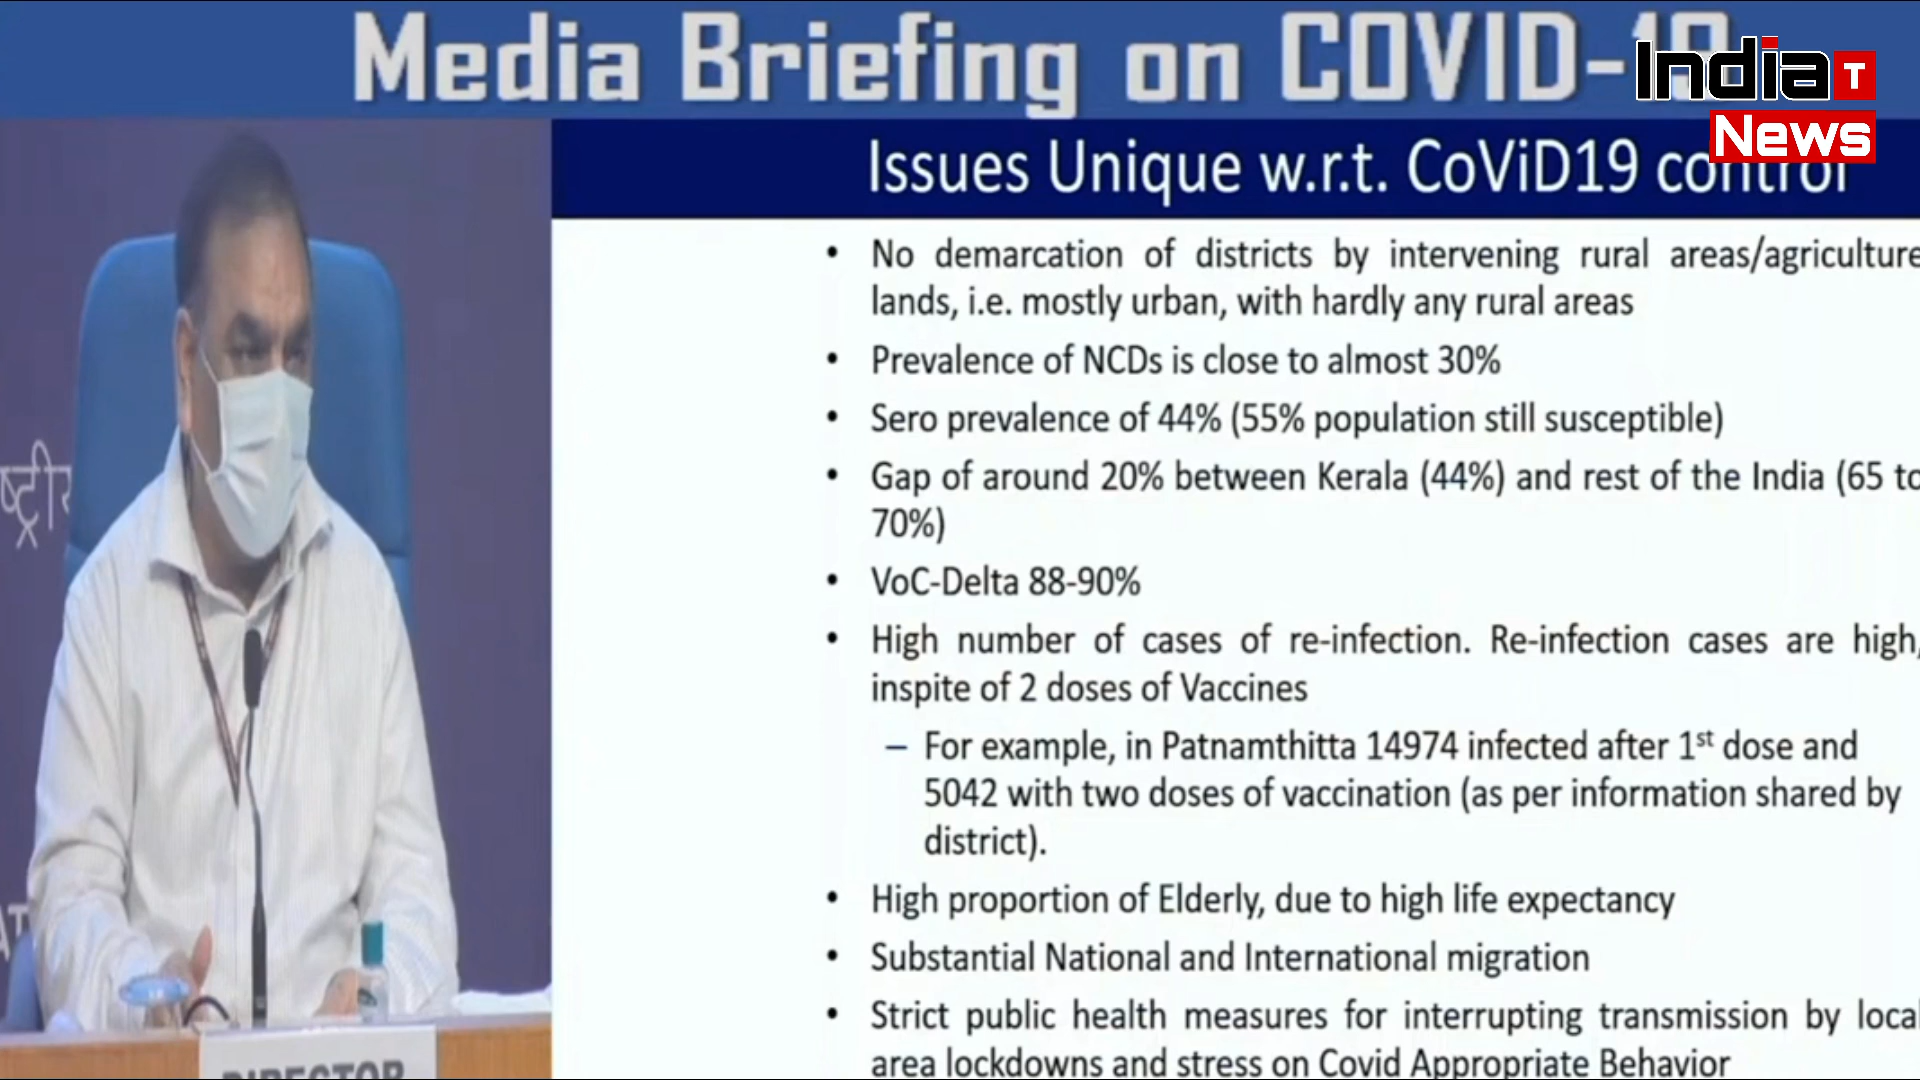 Media Briefing on COVID-19
India T
News
Issues Unique w.r.t. CoViD19 control
• No demarcation of districts by intervening rural areas/agriculture
lands, i.e. mostly urban, with hardly any rural areas
• Prevalence of NCDs is close to almost 30%
• Sero prevalence of 44% (55% population still susceptible)
• Gap of around 20% between Kerala (44%) and rest of the India (65 to
70%)
• VoC-Delta 88-90%
• High number of cases of re-infection. Re-infection cases are high,
inspite of 2 doses of Vaccines
– For example, in Patnamthitta 14974 infected after 1st dose and
5042 with two doses of vaccination (as per information shared by
district).
• High proportion of Elderly, due to high life expectancy
• Substantial National and International migration
• Strict public health measures for interrupting transmission by local
area lockdowns and stress on Covid Appropriate Behavior
DIRECTOR